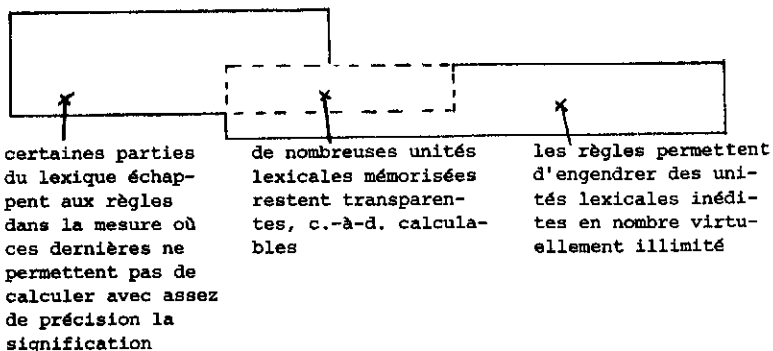 certaines parties
du lexique échap-
pent aux règles
dans la mesure où
ces dernières ne
permettent pas de
calculer avec assez
de précision la
signification
de nombreuses unités
lexicales mémorisées
restent transparen-
tes, c.-à-d. calcula-
bles
les règles permettent
d'engendrer des uni-
tés lexicales inédi-
tes en nombre virtu-
ellement illimité